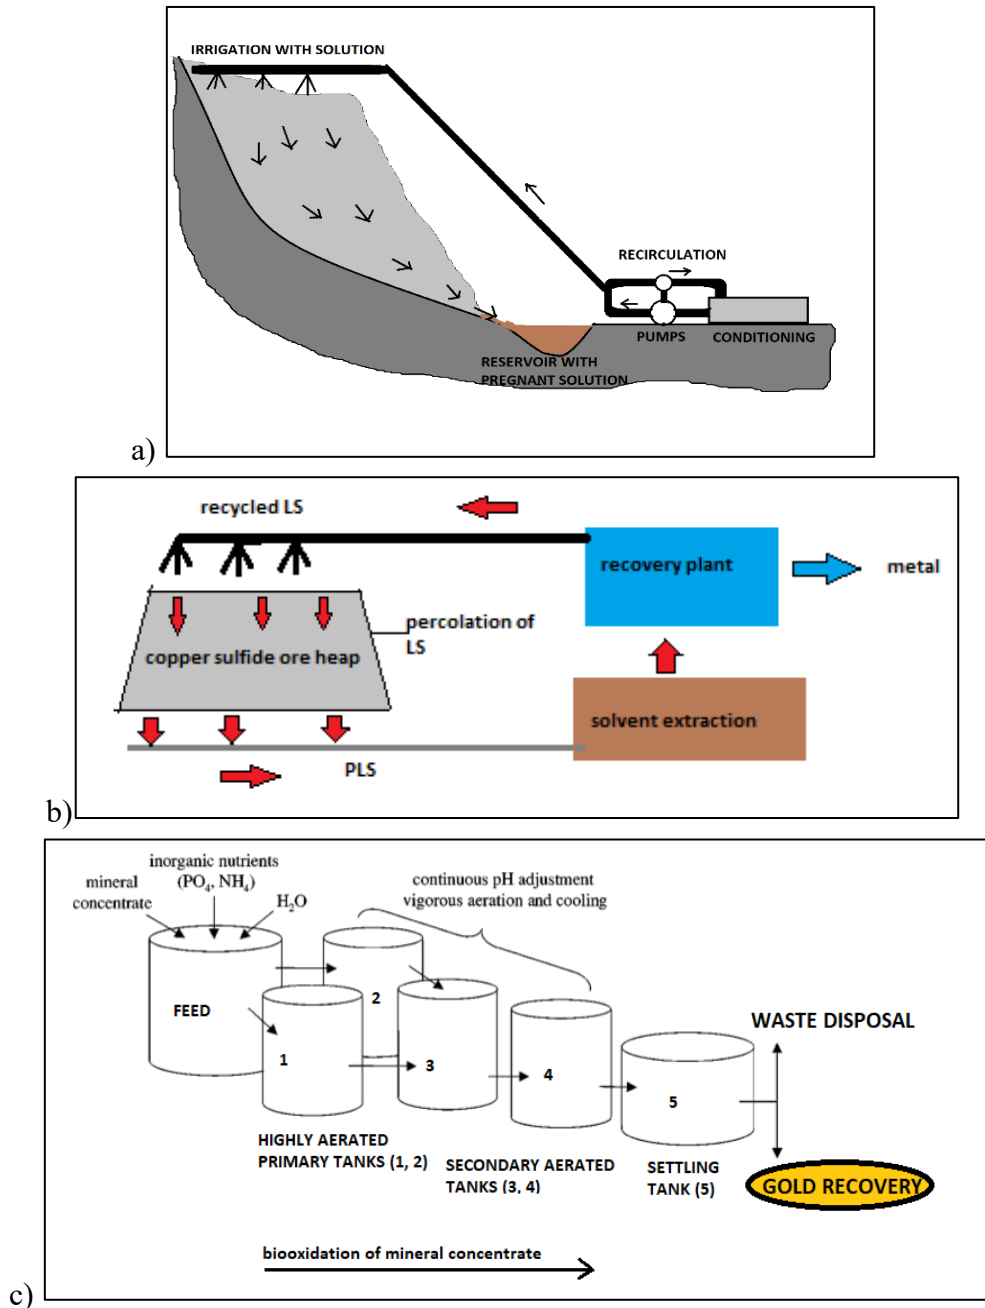 IRRIGATION WITH SOLUTION
RECIRCULATION
PUMPS
CONDITIONING
RESERVOIR WITH
PREGNANT SOLUTION
a)
recycled LS
recovery plant
metal
percolation of
LS
copper sulfide ore heap
solvent extraction
PLS
b)
inorganic nutrients
(PO₄, NH₄)
mineral
concentrate
H₂O
continuous pH adjustment
vigorous aeration and cooling
FEED
2
1
3
4
5
WASTE DISPOSAL
HIGHLY AERATED
PRIMARY TANKS (1, 2)
SECONDARY AERATED
TANKS (3, 4)
SETTLING
TANK (5)
GOLD RECOVERY
biooxidation of mineral concentrate
c)